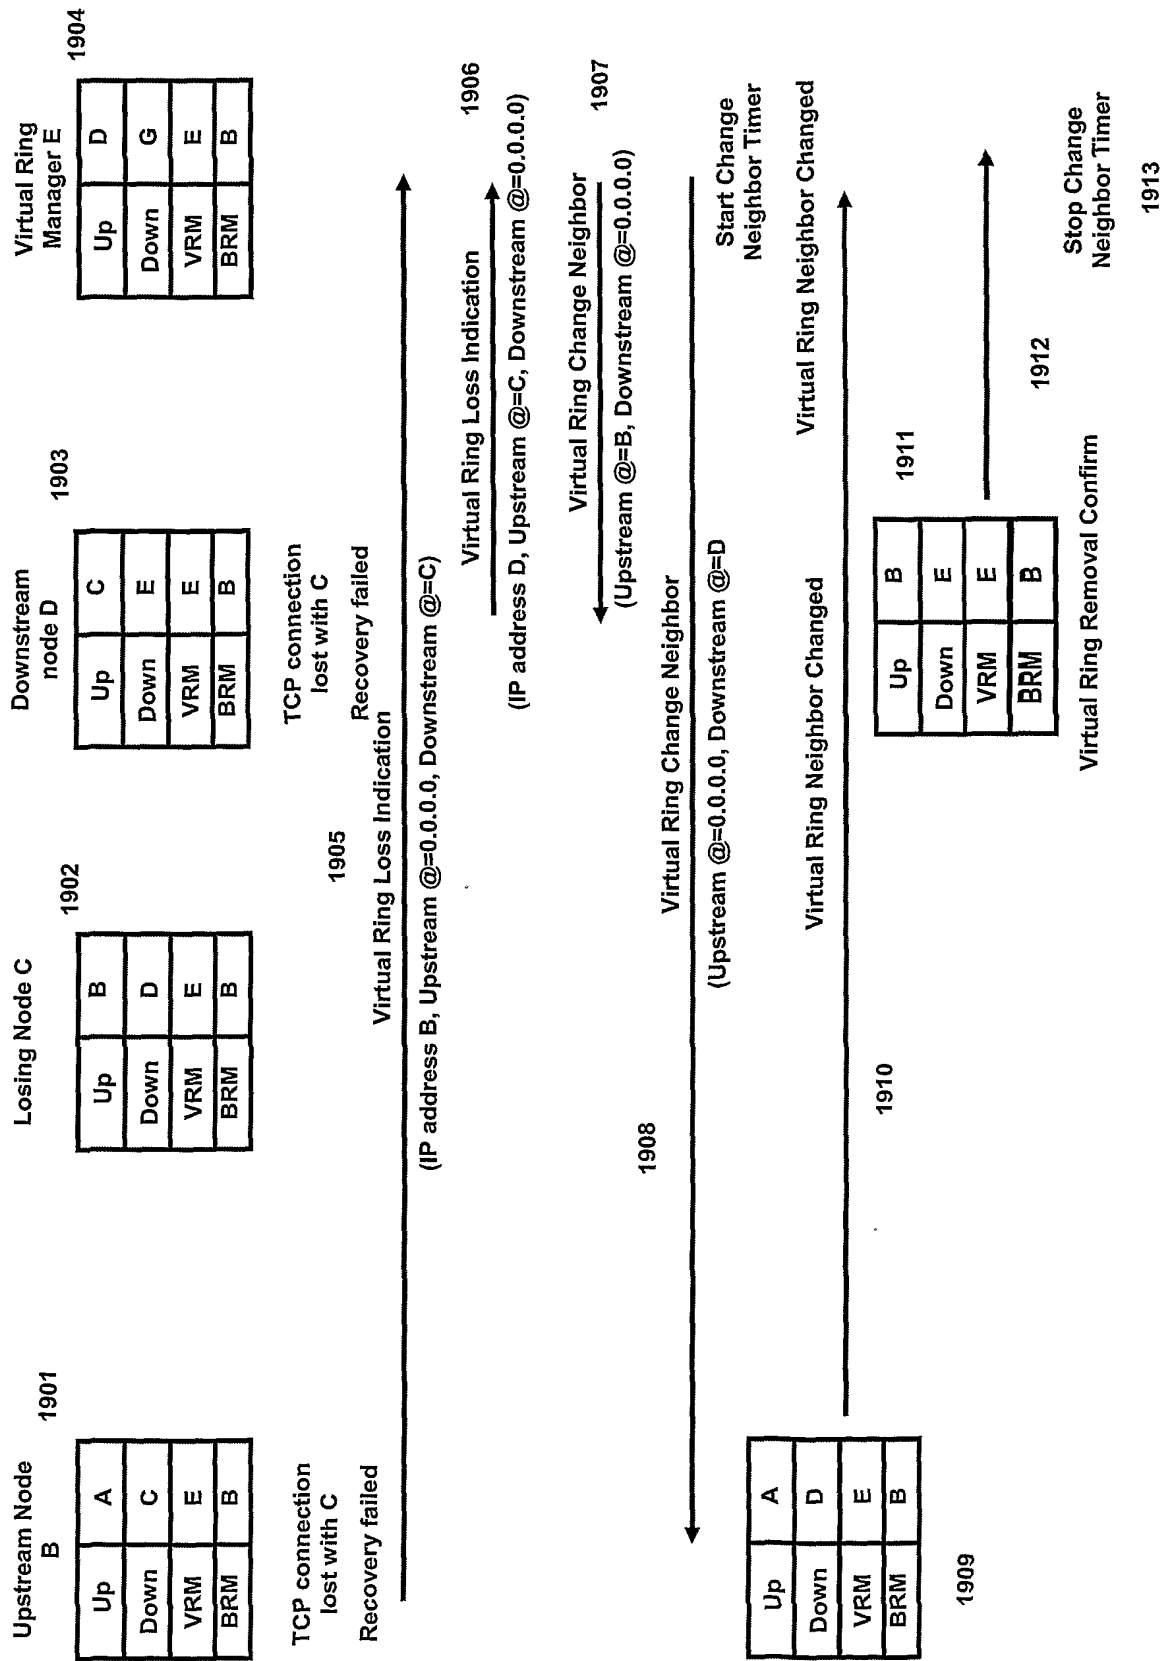 Upstream Node
B
1901
Up A
Down C
VRM E
BRM B
Losing Node C
1902
Up B
Down D
VRM E
BRM B
Downstream
node D
1903
Up C
Down E
VRM E
BRM B
Virtual Ring
Manager E
1904
Up D
Down G
VRM E
BRM B
TCP connection
lost with C
Recovery failed
TCP connection
lost with C
Recovery failed
1905
Virtual Ring Loss Indication
(IP address B, Upstream @=0.0.0.0, Downstream @=C)
Virtual Ring Loss Indication
1906
(IP address D, Upstream @=C, Downstream @=0.0.0.0)
Virtual Ring Change Neighbor
1907
(Upstream @=B, Downstream @=0.0.0.0)
1908
Virtual Ring Change Neighbor
(Upstream @=0.0.0.0, Downstream @=D
Start Change
Neighbor Timer
Up A
Down D
VRM E
BRM B
1909
Virtual Ring Neighbor Changed
Virtual Ring Neighbor Changed
1910
1911
Up B
Down E
VRM E
BRM B
Virtual Ring Removal Confirm
1912
Stop Change
Neighbor Timer
1913